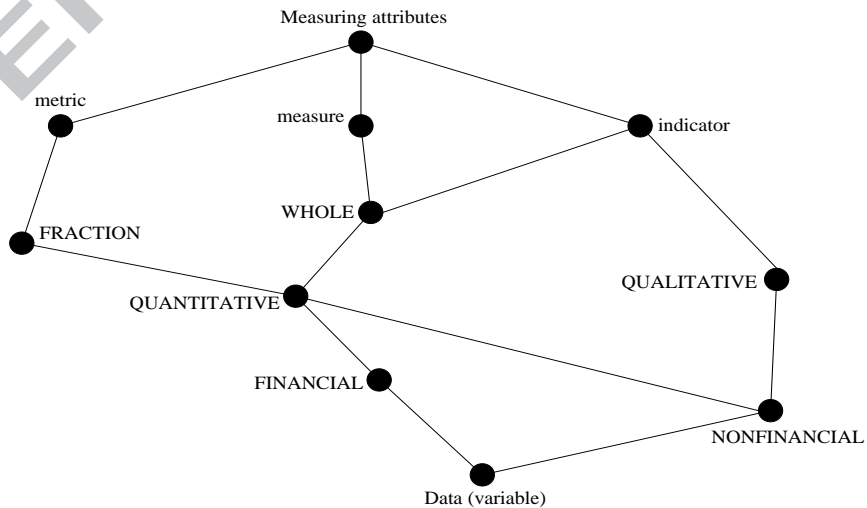 Measuring attributes
metric
measure
indicator
WHOLE
FRACTION
QUALITATIVE
QUANTITATIVE
FINANCIAL
NONFINANCIAL
Data (variable)